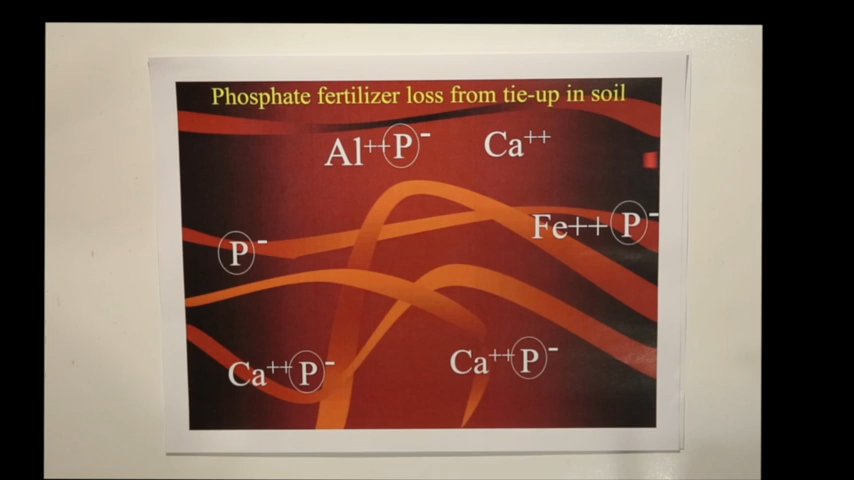 Phosphate fertilizer loss from tie-up in soil
Al++P-
Ca++
Fe++P-
P-
Ca++P-
Ca++P-